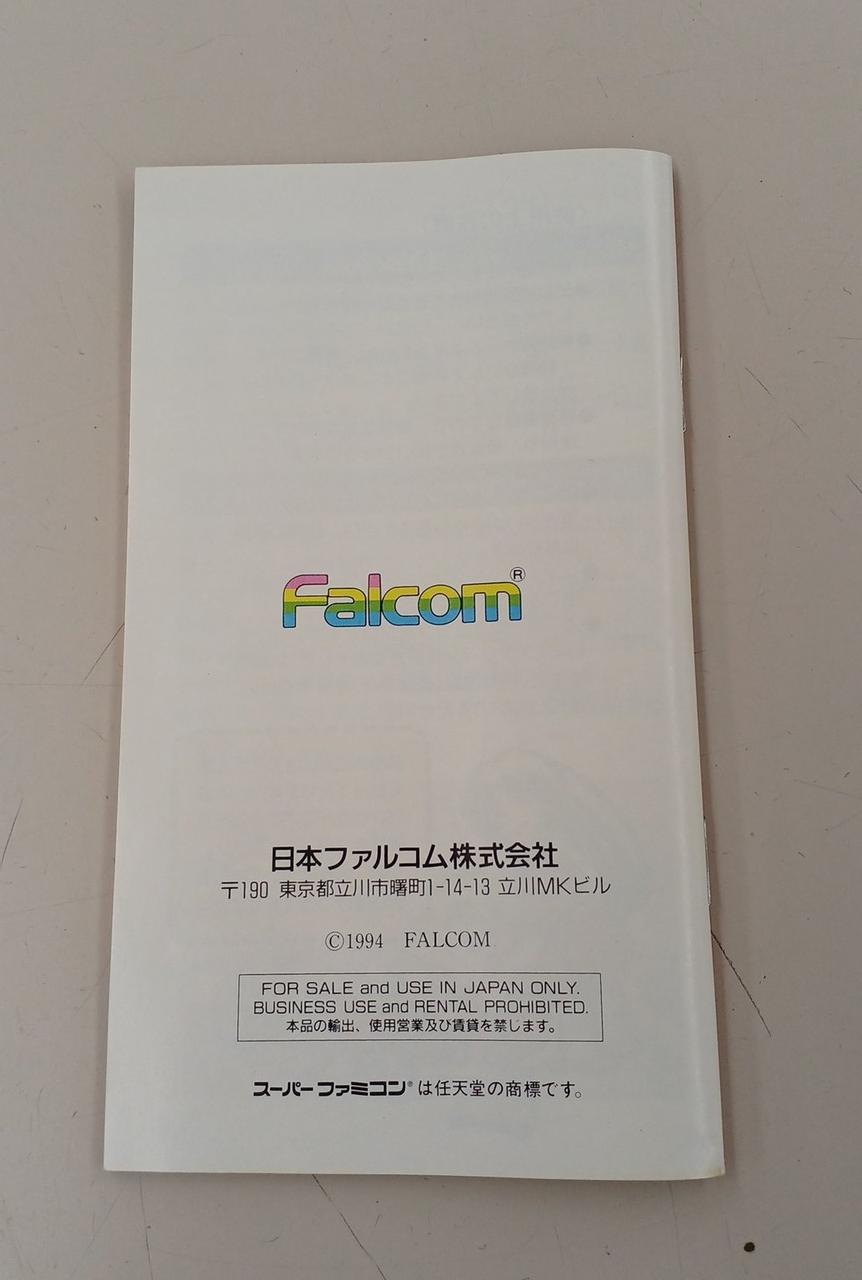 Falcom®
日本ファルコム株式会社
〒190 東京都立川市曙町1-14-13 立川MKビル
©1994 FALCOM
FOR SALE and USE IN JAPAN ONLY.
BUSINESS USE and RENTAL PROHIBITED.
本品の輸出、使用営業及び賃貸を禁じます。
スーパーファミコン®は任天堂の商標です。